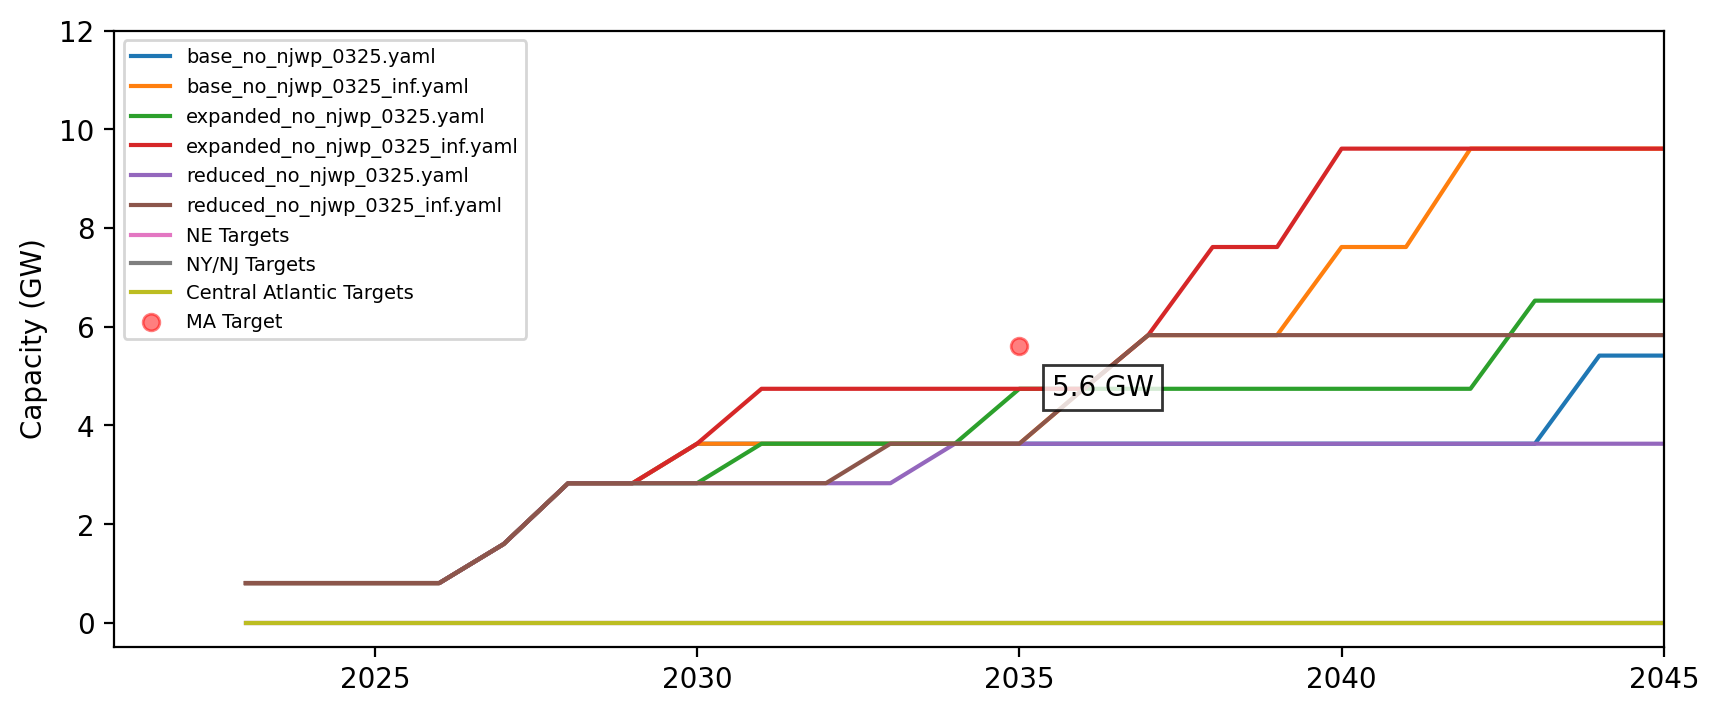 12
10
8
6
4
2
0
Capacity (GW)
base_no_njwp_0325.yaml
base_no_njwp_0325_inf.yaml
expanded_no_njwp_0325.yaml
expanded_no_njwp_0325_inf.yaml
reduced_no_njwp_0325.yaml
reduced_no_njwp_0325_inf.yaml
NE Targets
NY/NJ Targets
Central Atlantic Targets
MA Target
5.6 GW
2025
2030
2035
2040
2045